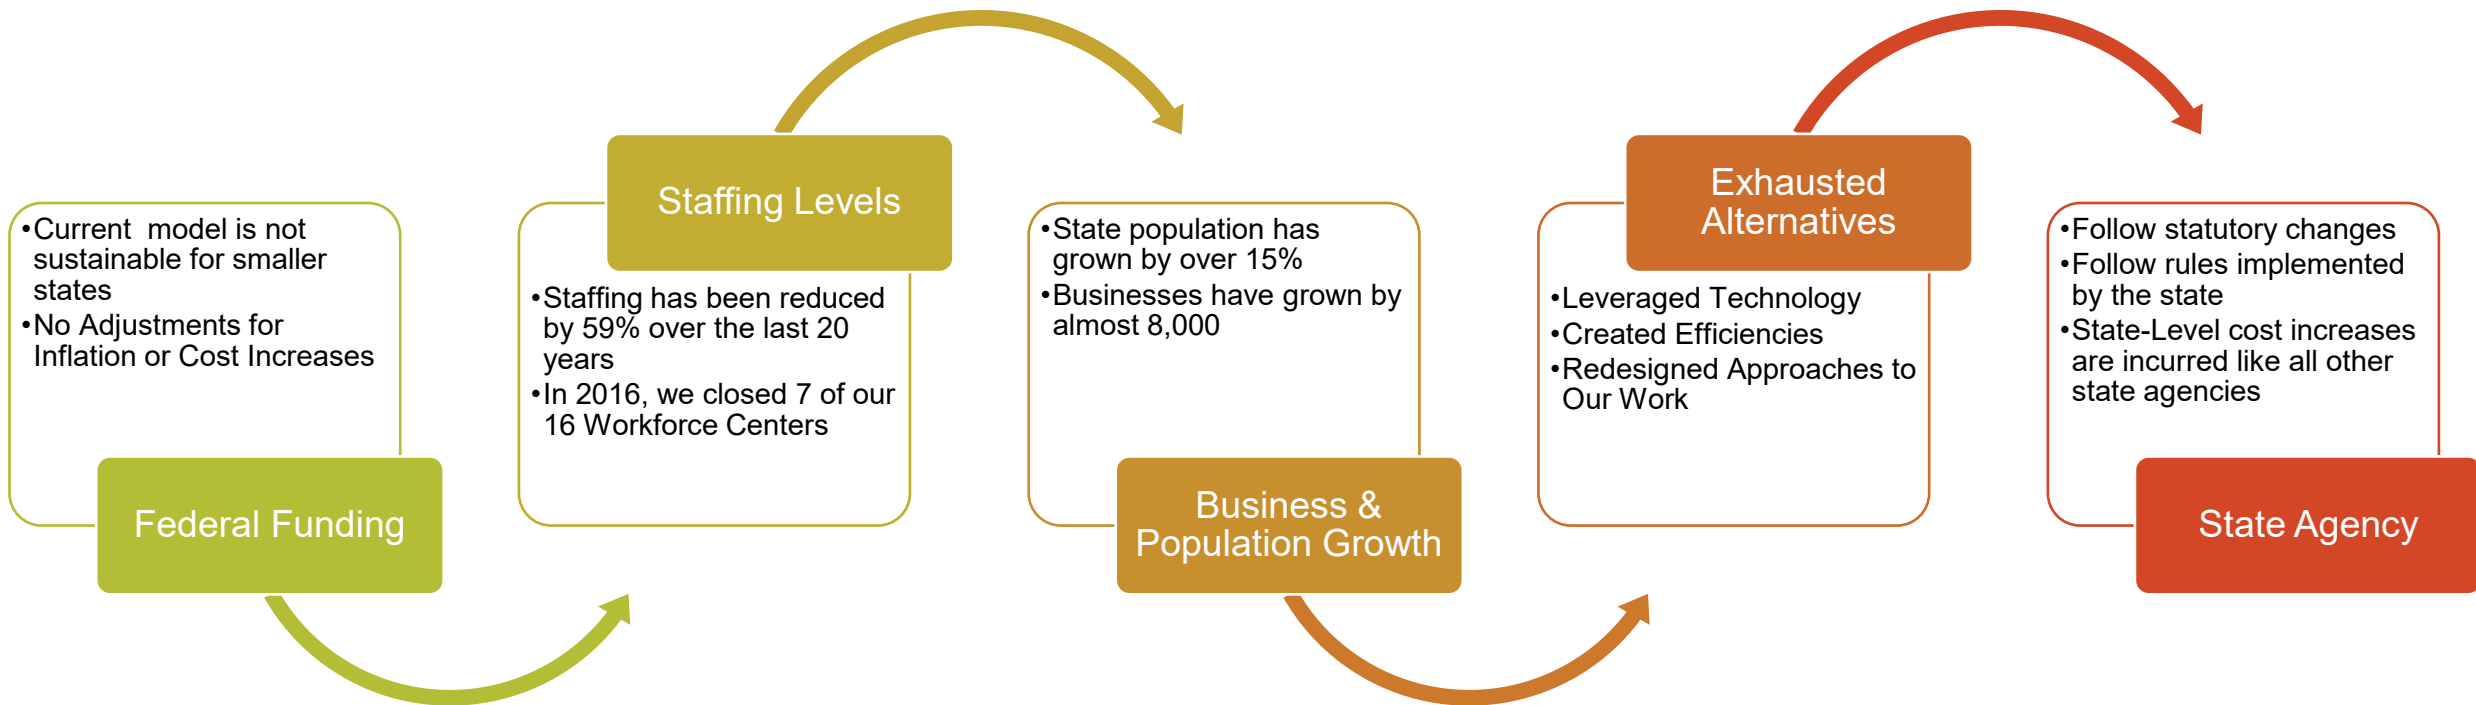 •Current  model is not
sustainable for smaller
states
•No Adjustments for
Inflation or Cost Increases
Federal Funding
Staffing Levels
•Staffing has been reduced
by 59% over the last 20
years
•In 2016, we closed 7 of our
16 Workforce Centers
•State population has
grown by over 15%
•Businesses have grown by
almost 8,000
Business &
Population Growth
Exhausted
Alternatives
•Leveraged Technology
•Created Efficiencies
•Redesigned Approaches to
Our Work
•Follow statutory changes
•Follow rules implemented
by the state
•State-Level cost increases
are incurred like all other
state agencies
State Agency